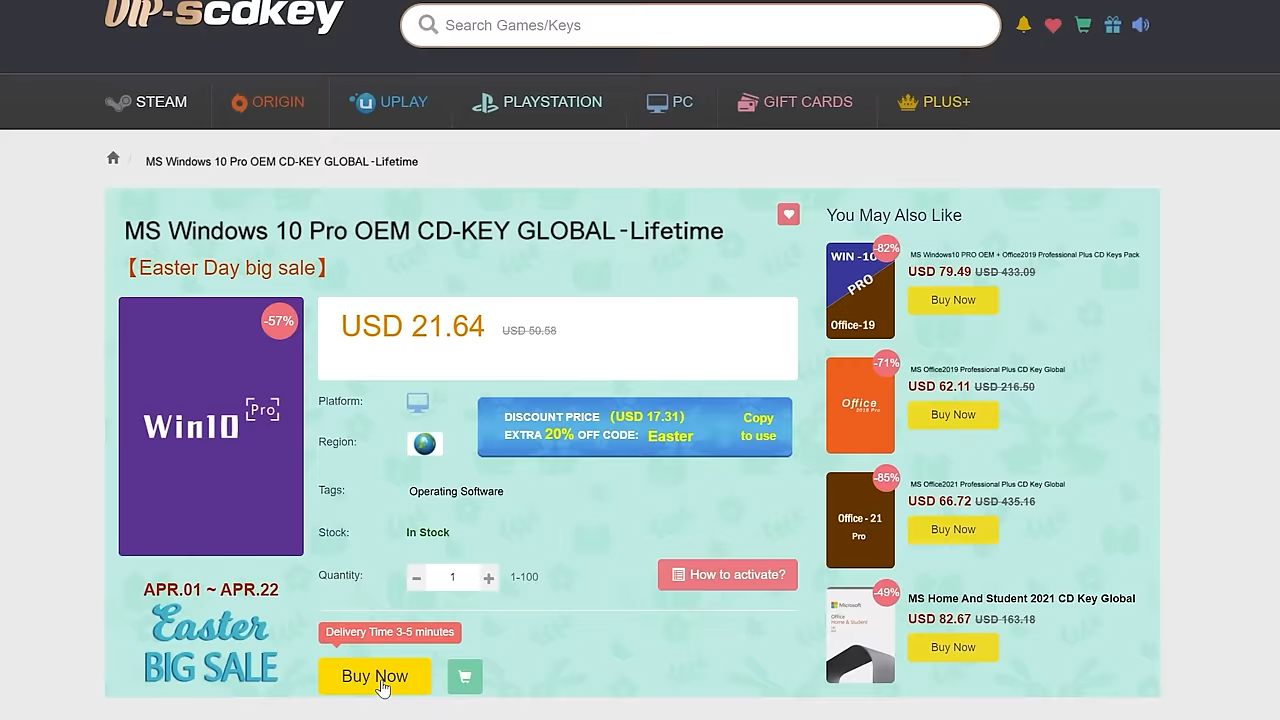 VIP-scdkey
Search Games/Keys
STEAM
ORIGIN
UPLAY
PLAYSTATION
PC
GIFT CARDS
PLUS+
MS Windows 10 Pro OEM CD-KEY GLOBAL -Lifetime
MS Windows 10 Pro OEM CD-KEY GLOBAL -Lifetime
【Easter Day big sale】
-57%
Win10 Pro
APR.01 ~ APR.22
Easter
BIG SALE
USD 21.64 USD 50.58
Platform:
Region:
DISCOUNT PRICE (USD 17.31)
EXTRA 20% OFF CODE: Easter
Copy
to use
Tags: Operating Software
Stock: In Stock
Quantity: 1 1-100
How to activate?
Delivery Time 3-5 minutes
Buy Now
You May Also Like
-82%
WIN -10
PRO
Office-19
MS Windows10 PRO OEM + Office2019 Professional Plus CD Keys Pack
USD 79.49 USD 433.09
Buy Now
-71%
Office
2019 Pro
MS Office2019 Professional Plus CD Key Global
USD 62.11 USD 216.50
Buy Now
-85%
Office - 21
Pro
MS Office2021 Professional Plus CD Key Global
USD 66.72 USD 435.16
Buy Now
-49%
Microsoft
Office
Home & Student
MS Home And Student 2021 CD Key Global
USD 82.67 USD 163.18
Buy Now